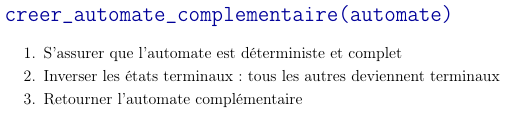 creer_automate_complementaire(automate)
1. S'assurer que l'automate est déterministe et complet
2. Inverser les états terminaux : tous les autres deviennent terminaux
3. Retourner l'automate complémentaire